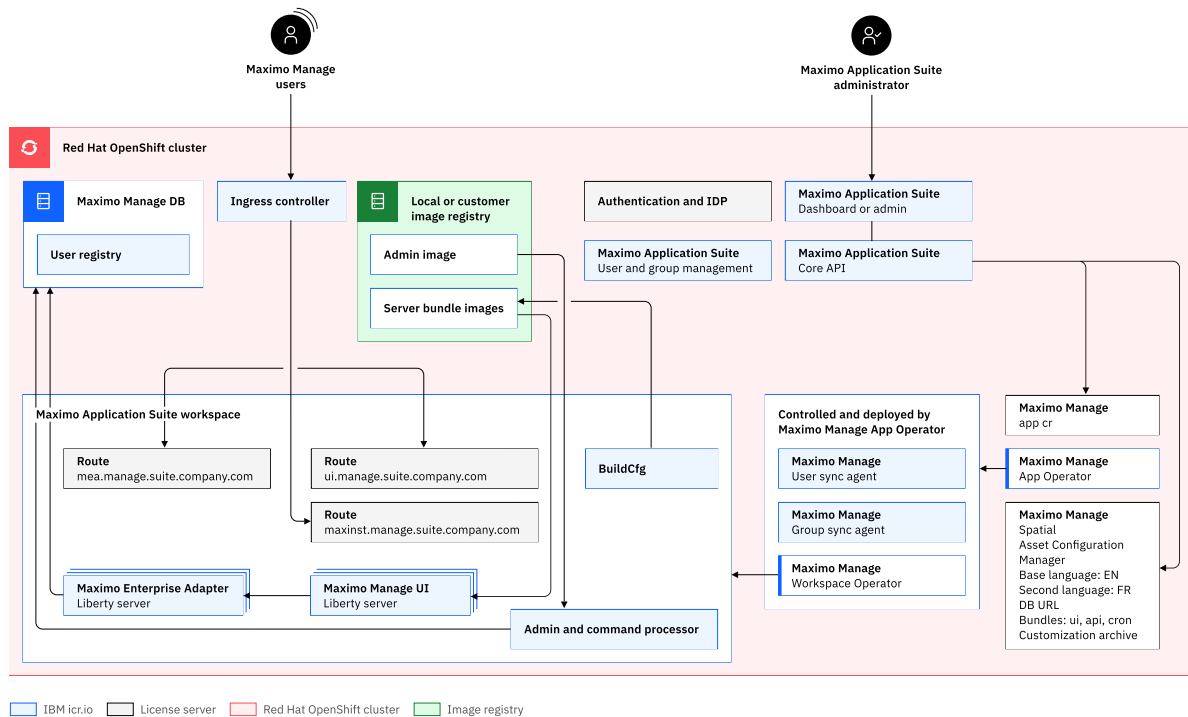 Maximo Manage
users
Maximo Application Suite
administrator
Red Hat OpenShift cluster
Maximo Manage DB
User registry
Ingress controller
Local or customer
image registry
Admin image
Server bundle images
Authentication and IDP
Maximo Application Suite
User and group management
Maximo Application Suite
Dashboard or admin
Maximo Application Suite
Core API
Maximo Application Suite workspace
Route
mea.manage.suite.company.com
Route
ui.manage.suite.company.com
Route
maxinst.manage.suite.company.com
BuildCfg
Maximo Enterprise Adapter
Liberty server
Maximo Manage UI
Liberty server
Admin and command processor
Controlled and deployed by
Maximo Manage App Operator
Maximo Manage
User sync agent
Maximo Manage
Group sync agent
Maximo Manage
Workspace Operator
Maximo Manage
app cr
Maximo Manage
App Operator
Maximo Manage
Spatial
Asset Configuration
Manager
Base language: EN
Second language: FR
DB URL
Bundles: ui, api, cron
Customization archive
IBM icr.io
License server
Red Hat OpenShift cluster
Image registry